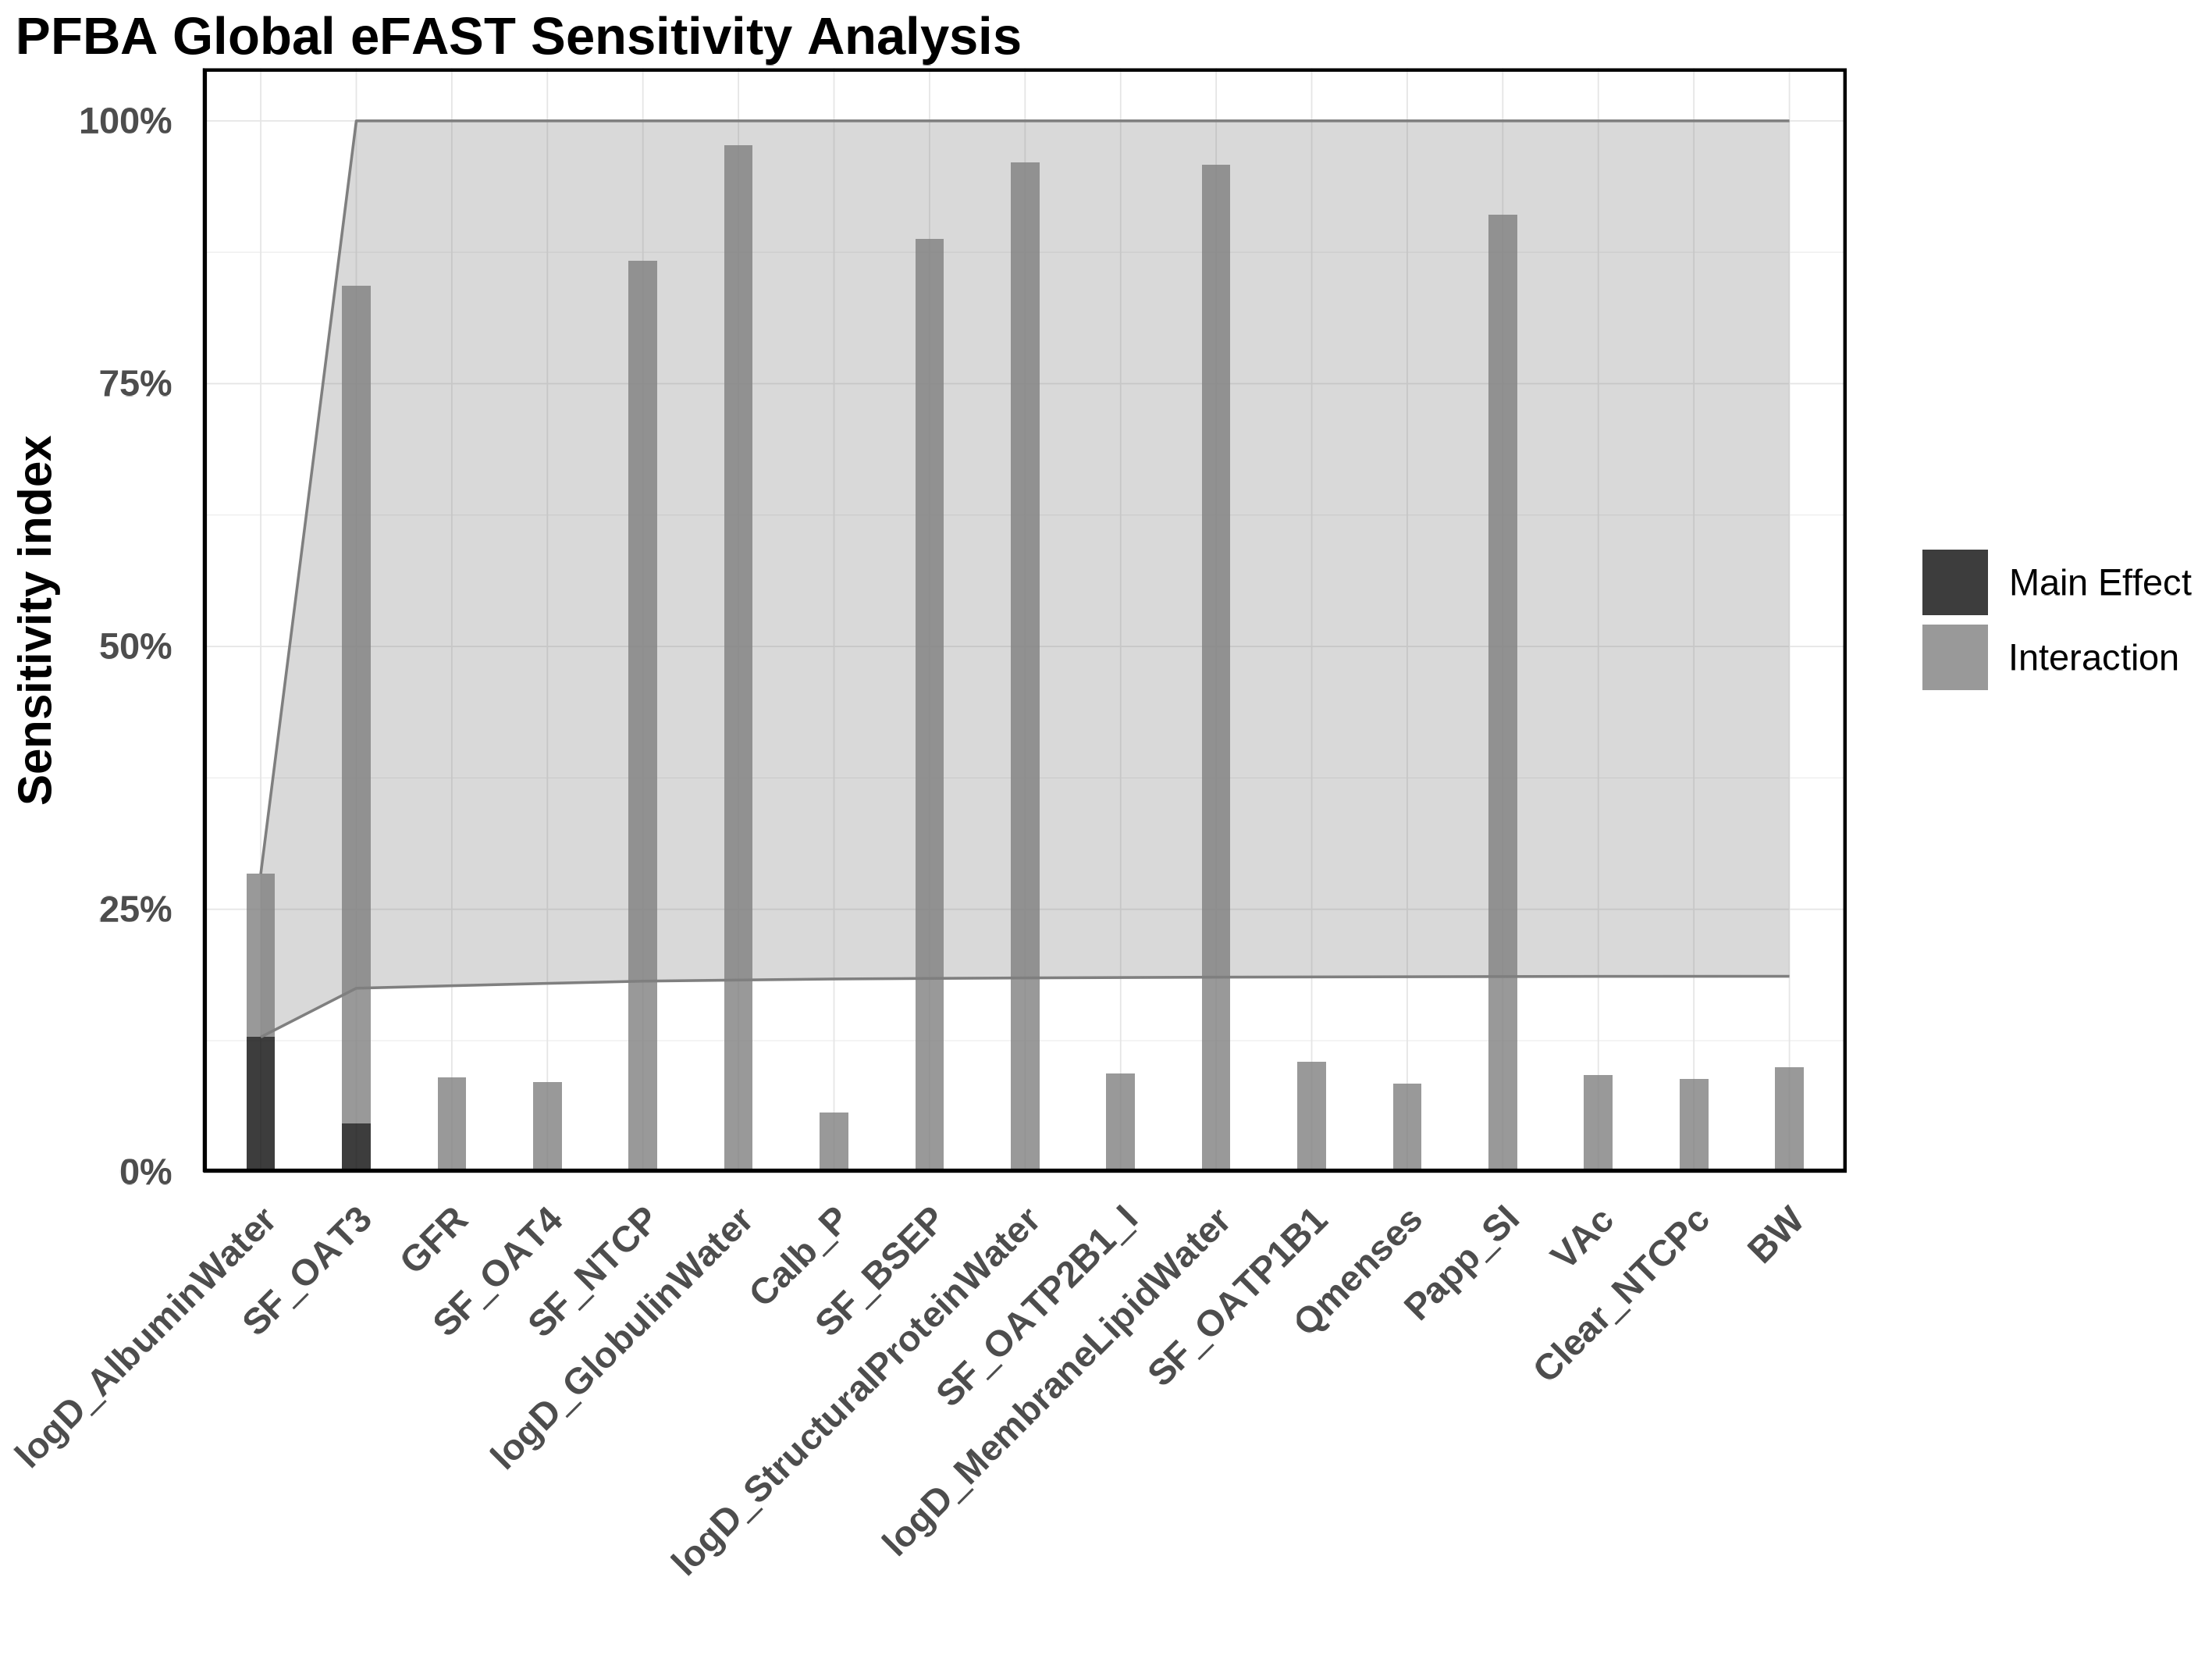 PFBA Global eFAST Sensitivity Analysis
Sensitivity index
100%
75%
50%
25%
0%
logD_AlbuminWater
SF_OAT3
GFR
SF_OAT4
SF_NTCP
logD_GlobulinWater
Calb_P
SF_BSEP
logD_StructuralProteinWater
SF_OATP2B1_I
logD_MembraneLipidWater
SF_OATP1B1
Qmenses
Papp_SI
VAc
Clear_NTCPc
BW
Main Effect
Interaction